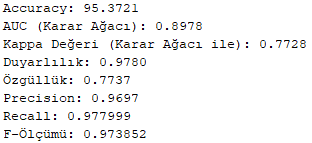 Accuracy: 95.3721
AUC (Karar Ağacı): 0.8978
Kappa Değeri (Karar Ağacı ile): 0.7728
Duyarlılık: 0.9780
Özgüllük: 0.7737
Precision: 0.9697
Recall: 0.977999
F-Ölçümü: 0.973852